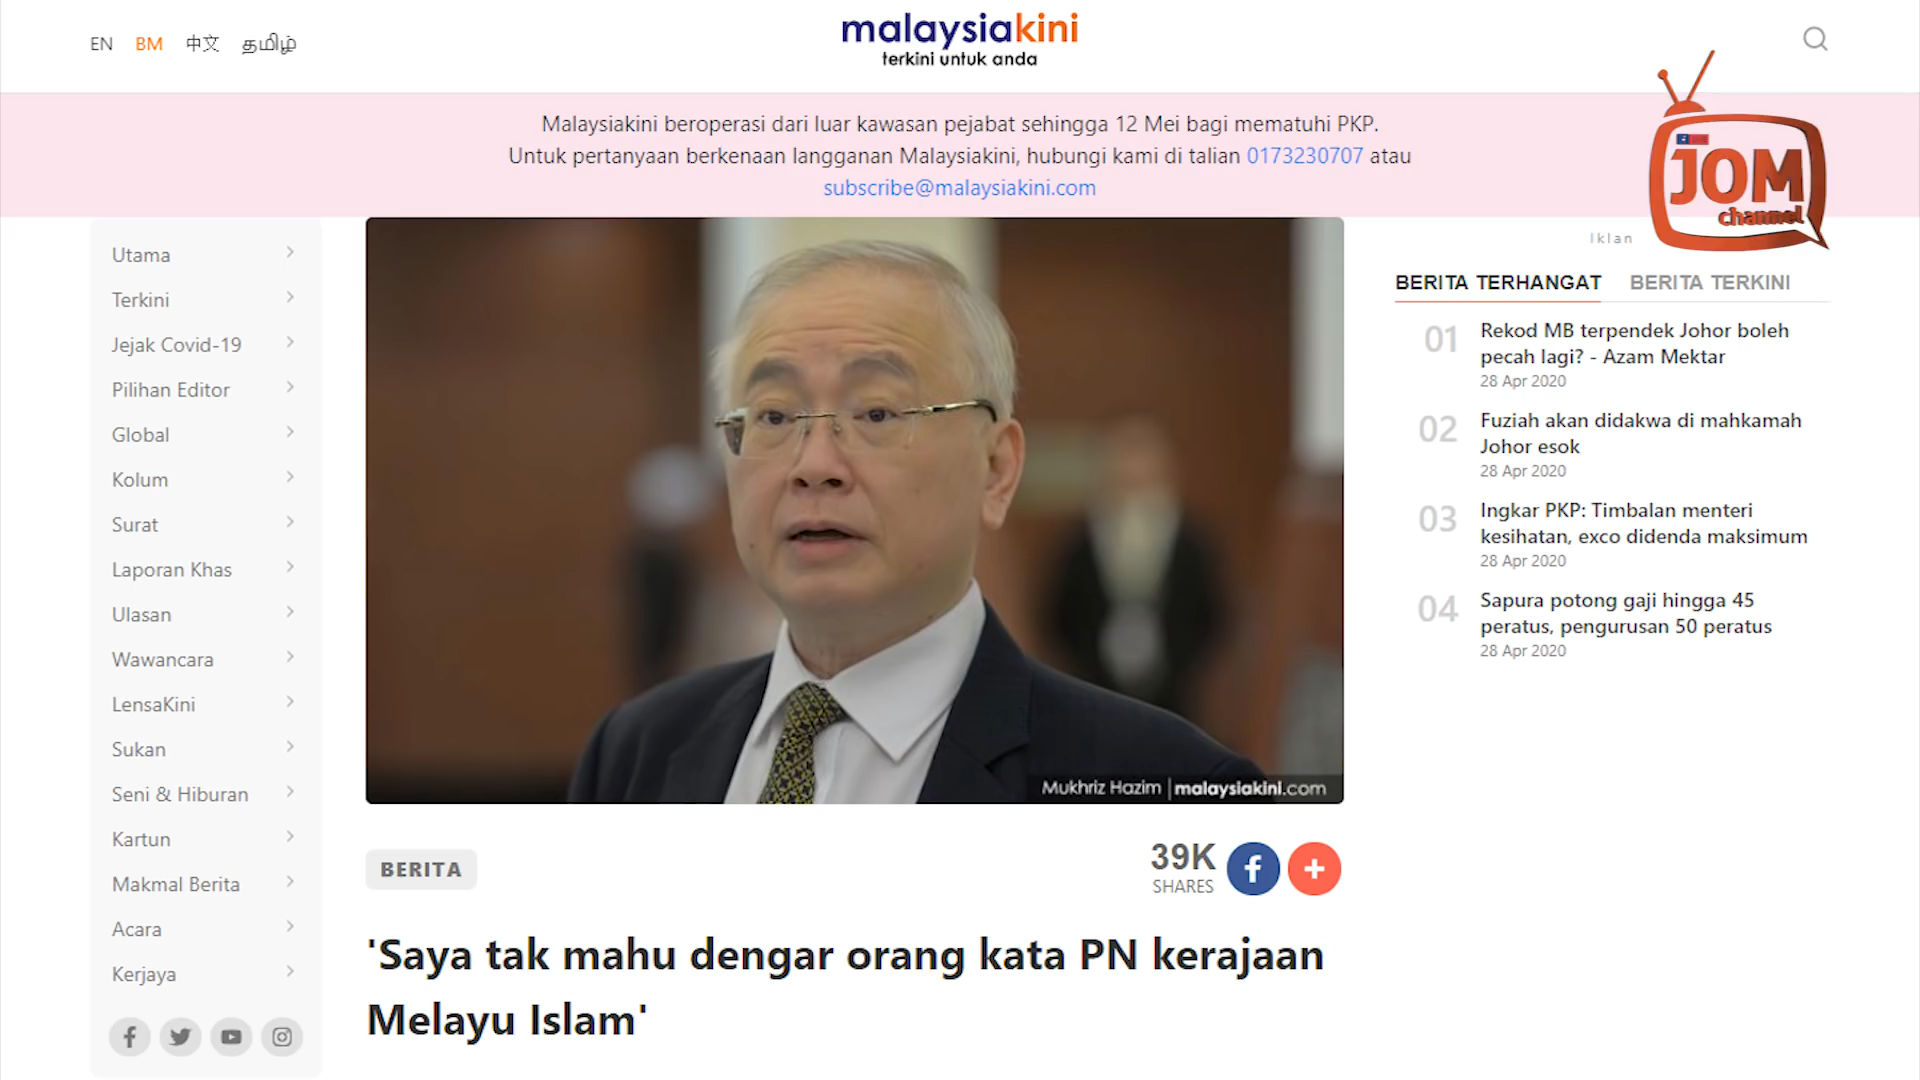 EN BM 中文 தமிழ்
malaysiakini
terkini untuk anda
Malaysiakini beroperasi dari luar kawasan pejabat sehingga 12 Mei bagi mematuhi PKP.
Untuk pertanyaan berkenaan langganan Malaysiakini, hubungi kami di talian 0173230707 atau
subscribe@malaysiakini.com
JOM
channel
Utama
Terkini
Jejak Covid-19
Pilihan Editor
Global
Kolum
Surat
Laporan Khas
Ulasan
Wawancara
LensaKini
Sukan
Seni & Hiburan
Kartun
Makmal Berita
Acara
Kerjaya
Mukhriz Hazim | malaysiakini.com
BERITA
39K
SHARES
'Saya tak mahu dengar orang kata PN kerajaan
Melayu Islam'
Iklan
BERITA TERHANGAT BERITA TERKINI
01 Rekod MB terpendek Johor boleh
pecah lagi? - Azam Mektar
28 Apr 2020
02 Fuziah akan didakwa di mahkamah
Johor esok
28 Apr 2020
03 Ingkar PKP: Timbalan menteri
kesihatan, exco didenda maksimum
28 Apr 2020
04 Sapura potong gaji hingga 45
peratus, pengurusan 50 peratus
28 Apr 2020